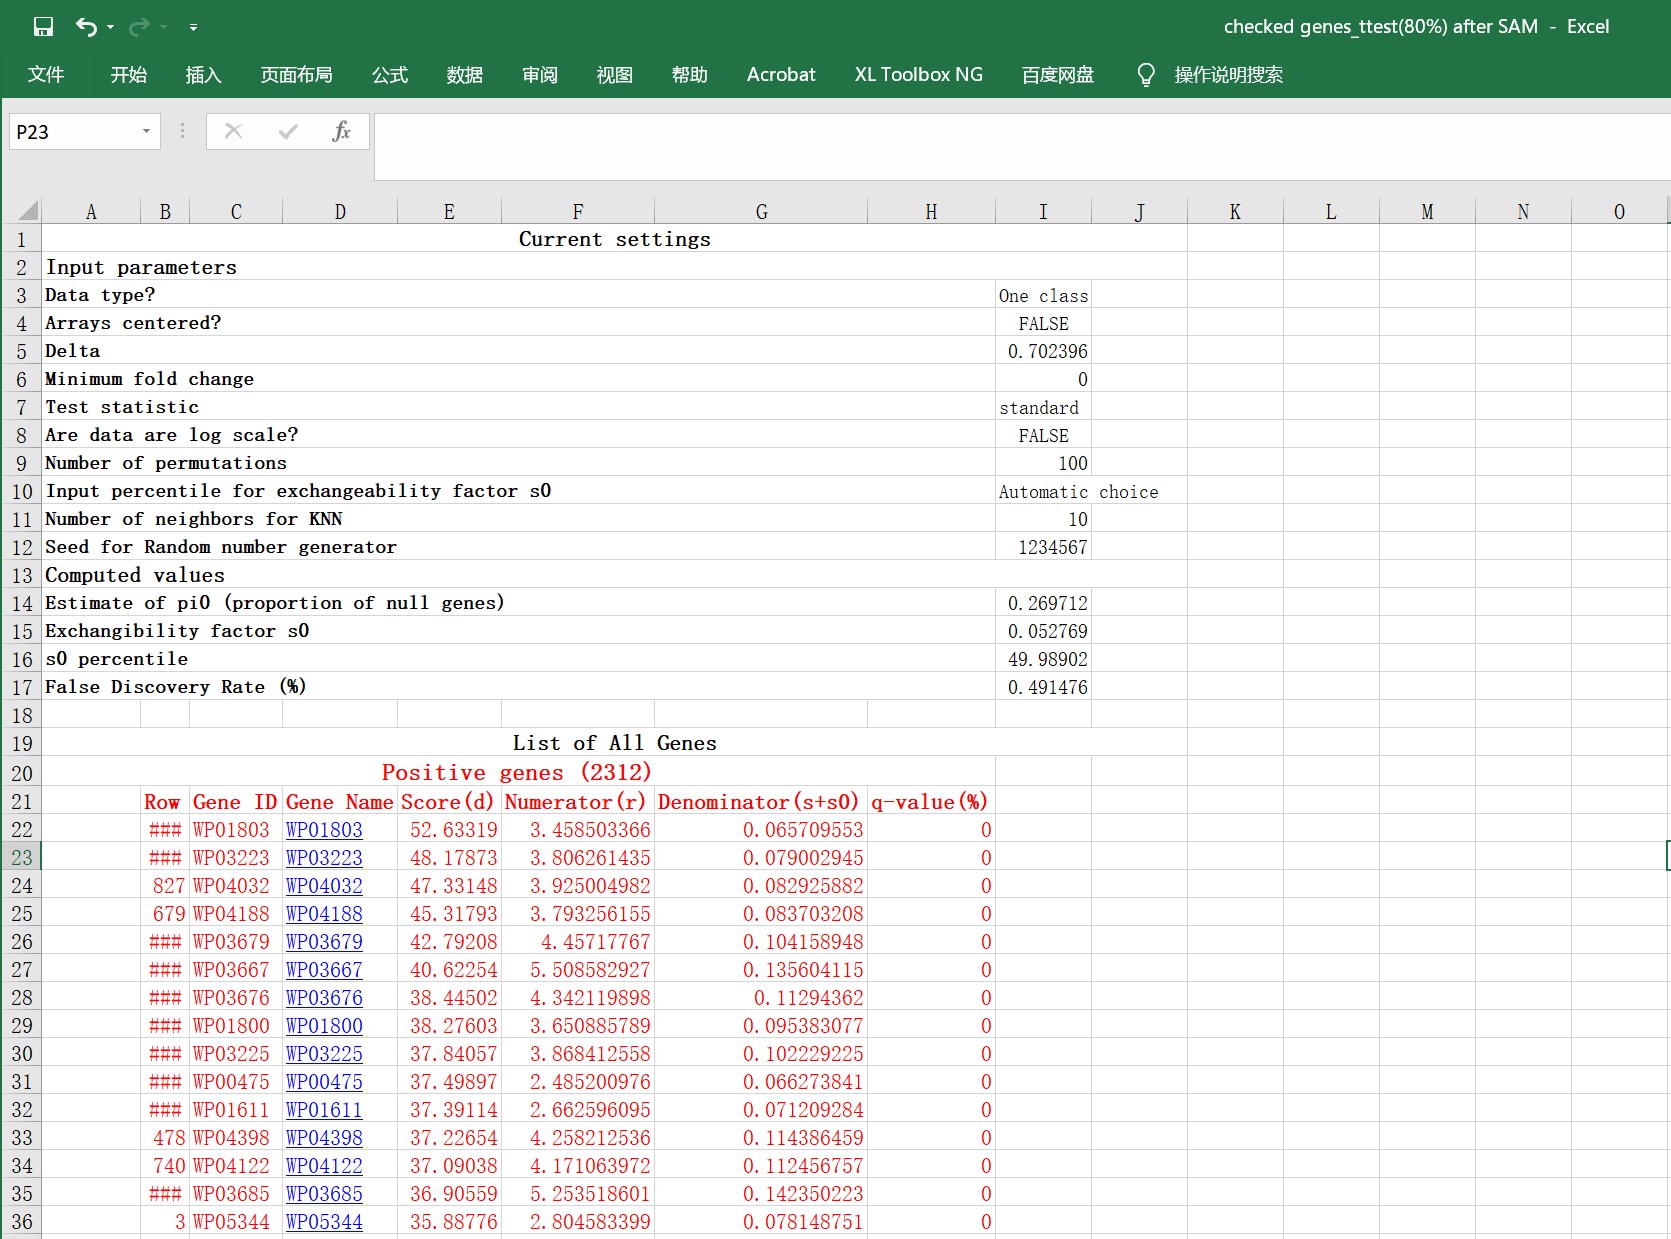 checked genes_ttest(80%) after SAM - Excel
文件 开始 插入 页面布局 公式 数据 审阅 视图 帮助 Acrobat XL Toolbox NG 百度网盘 操作说明搜索
P23 fx
A B C D E F G H I J K L M N O
1 Current settings
2 Input parameters
3 Data type? One class
4 Arrays centered? FALSE
5 Delta 0.702396
6 Minimum fold change 0
7 Test statistic standard
8 Are data are log scale? FALSE
9 Number of permutations 100
10 Input percentile for exchangeability factor s0 Automatic choice
11 Number of neighbors for KNN 10
12 Seed for Random number generator 1234567
13 Computed values
14 Estimate of pi0 (proportion of null genes) 0.269712
15 Exchangibility factor s0 0.052769
16 s0 percentile 49.98902
17 False Discovery Rate (%) 0.491476
18
19 List of All Genes
20 Positive genes (2312)
21 Row Gene ID Gene Name Score(d) Numerator(r) Denominator(s+s0) q-value(%)
22 ### WP01803 WP01803 52.63319 3.458503366 0.065709553 0
23 ### WP03223 WP03223 48.17873 3.806261435 0.079002945 0
24 827 WP04032 WP04032 47.33148 3.925004982 0.082925882 0
25 679 WP04188 WP04188 45.31793 3.793256155 0.083703208 0
26 ### WP03679 WP03679 42.79208 4.45717767 0.104158948 0
27 ### WP03667 WP03667 40.62254 5.508582927 0.135604115 0
28 ### WP03676 WP03676 38.44502 4.342119898 0.11294362 0
29 ### WP01800 WP01800 38.27603 3.650885789 0.095383077 0
30 ### WP03225 WP03225 37.84057 3.868412558 0.102229225 0
31 ### WP00475 WP00475 37.49897 2.485200976 0.066273841 0
32 ### WP01611 WP01611 37.39114 2.662596095 0.071209284 0
33 478 WP04398 WP04398 37.22654 4.258212536 0.114386459 0
34 740 WP04122 WP04122 37.09038 4.171063972 0.112456757 0
35 ### WP03685 WP03685 36.90559 5.253518601 0.142350223 0
36 3 WP05344 WP05344 35.88776 2.804583399 0.078148751 0